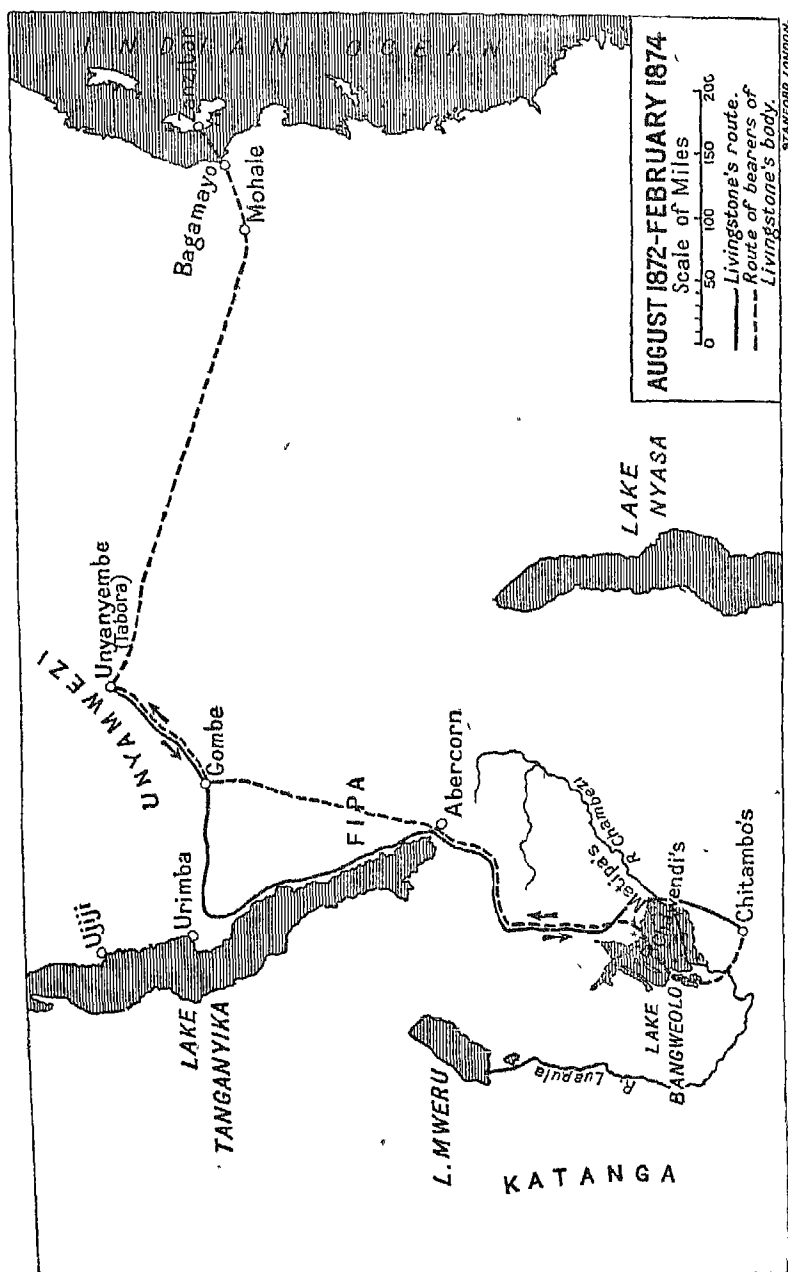 INDIAN OCEAN
Zanzibar
Bagamayo
Mohale
Unyanyembe
(Tabora)
UNYAMWEZI
Gombe
Ujiji
Urimba
LAKE
TANGANYIKA
FIPA
Abercorn
LAKE
NYASA
L. MWERU
R. Luapula
R Chambezi
Matipa's
LAKE
BANGWEOLO
Chitambo's
KATANGA
AUGUST 1872-FEBRUARY 1874
Scale of Miles
0 50 100 150 200
Livingstone's route.
Route of bearers of
Livingstone's body.
STANFORD LONDON.